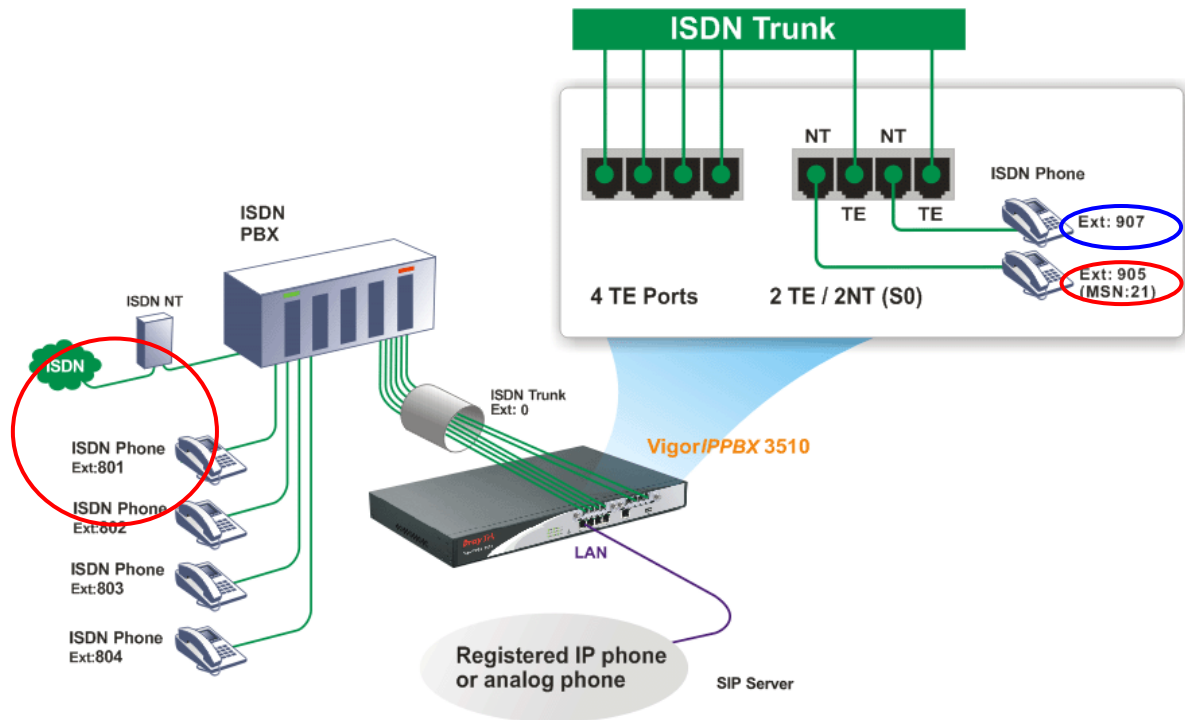 ISDN Trunk
NT
NT
ISDN Phone
TE
TE
Ext: 907
Ext: 905
(MSN:21)
4 TE Ports
2 TE / 2NT (S0)
ISDN
PBX
ISDN NT
ISDN
ISDN Trunk
Ext: 0
VigorIPPBX 3510
ISDN Phone
Ext:801
ISDN Phone
Ext:802
ISDN Phone
Ext:803
ISDN Phone
Ext:804
LAN
Registered IP phone
or analog phone
SIP Server